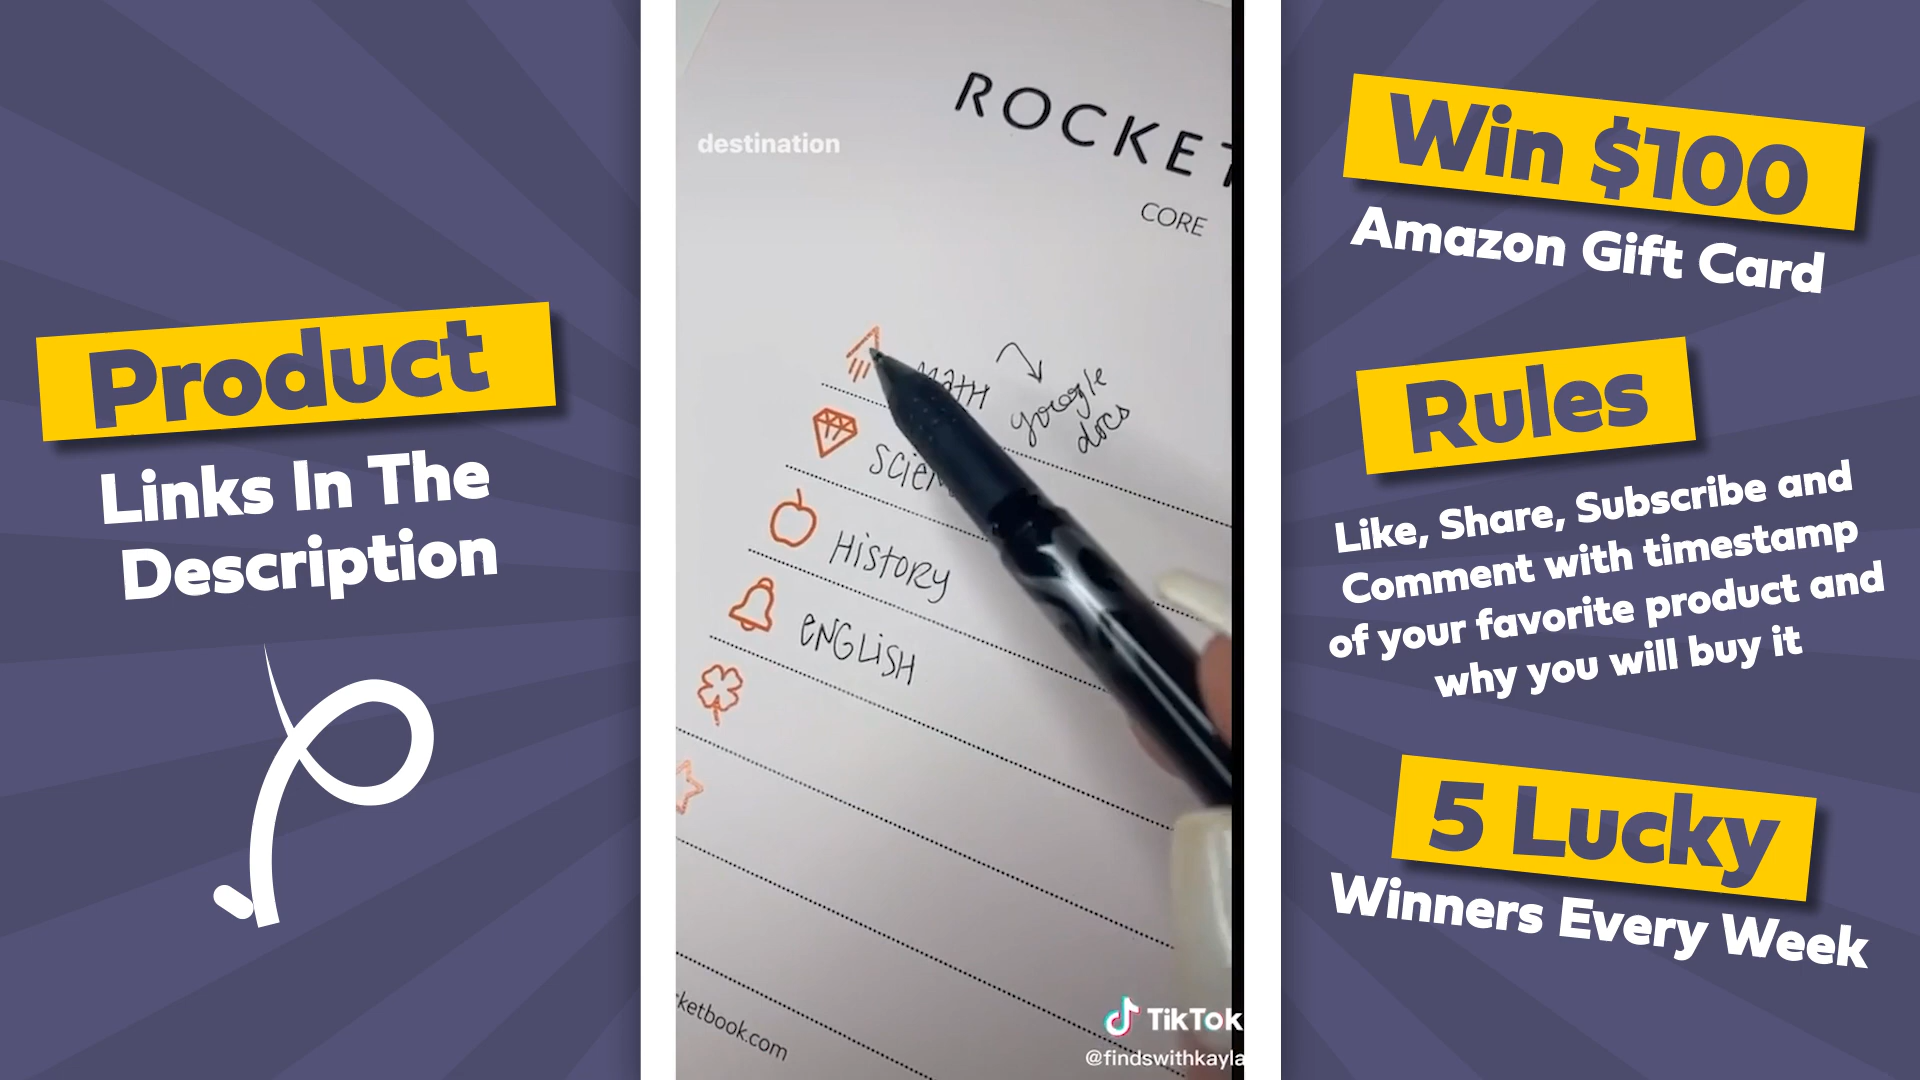 Product
Links In The
Description
destination
ROCKET
CORE
MATH
google
docs
SCIEN
HISTORY
ENGLISH
ketbook.com
TikTok
@findswithkayla
Win $100
Amazon Gift Card
Rules
Like, Share, Subscribe and
Comment with timestamp
of your favorite product and
why you will buy it
5 Lucky
Winners Every Week